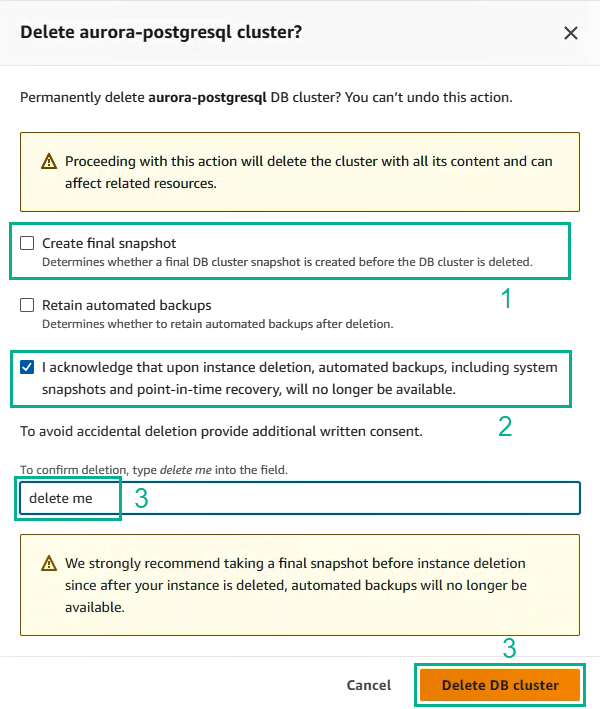 Delete aurora-postgresql cluster?
Permanently delete aurora-postgresql DB cluster? You can't undo this action.
Proceeding with this action will delete the cluster with all its content and can
affect related resources.
Create final snapshot
Determines whether a final DB cluster snapshot is created before the DB cluster is deleted.
1
Retain automated backups
Determines whether to retain automated backups after deletion.
I acknowledge that upon instance deletion, automated backups, including system
snapshots and point-in-time recovery, will no longer be available.
2
To avoid accidental deletion provide additional written consent.
To confirm deletion, type delete me into the field.
delete me 3
We strongly recommend taking a final snapshot before instance deletion
since after your instance is deleted, automated backups will no longer be
available.
3
Cancel Delete DB cluster